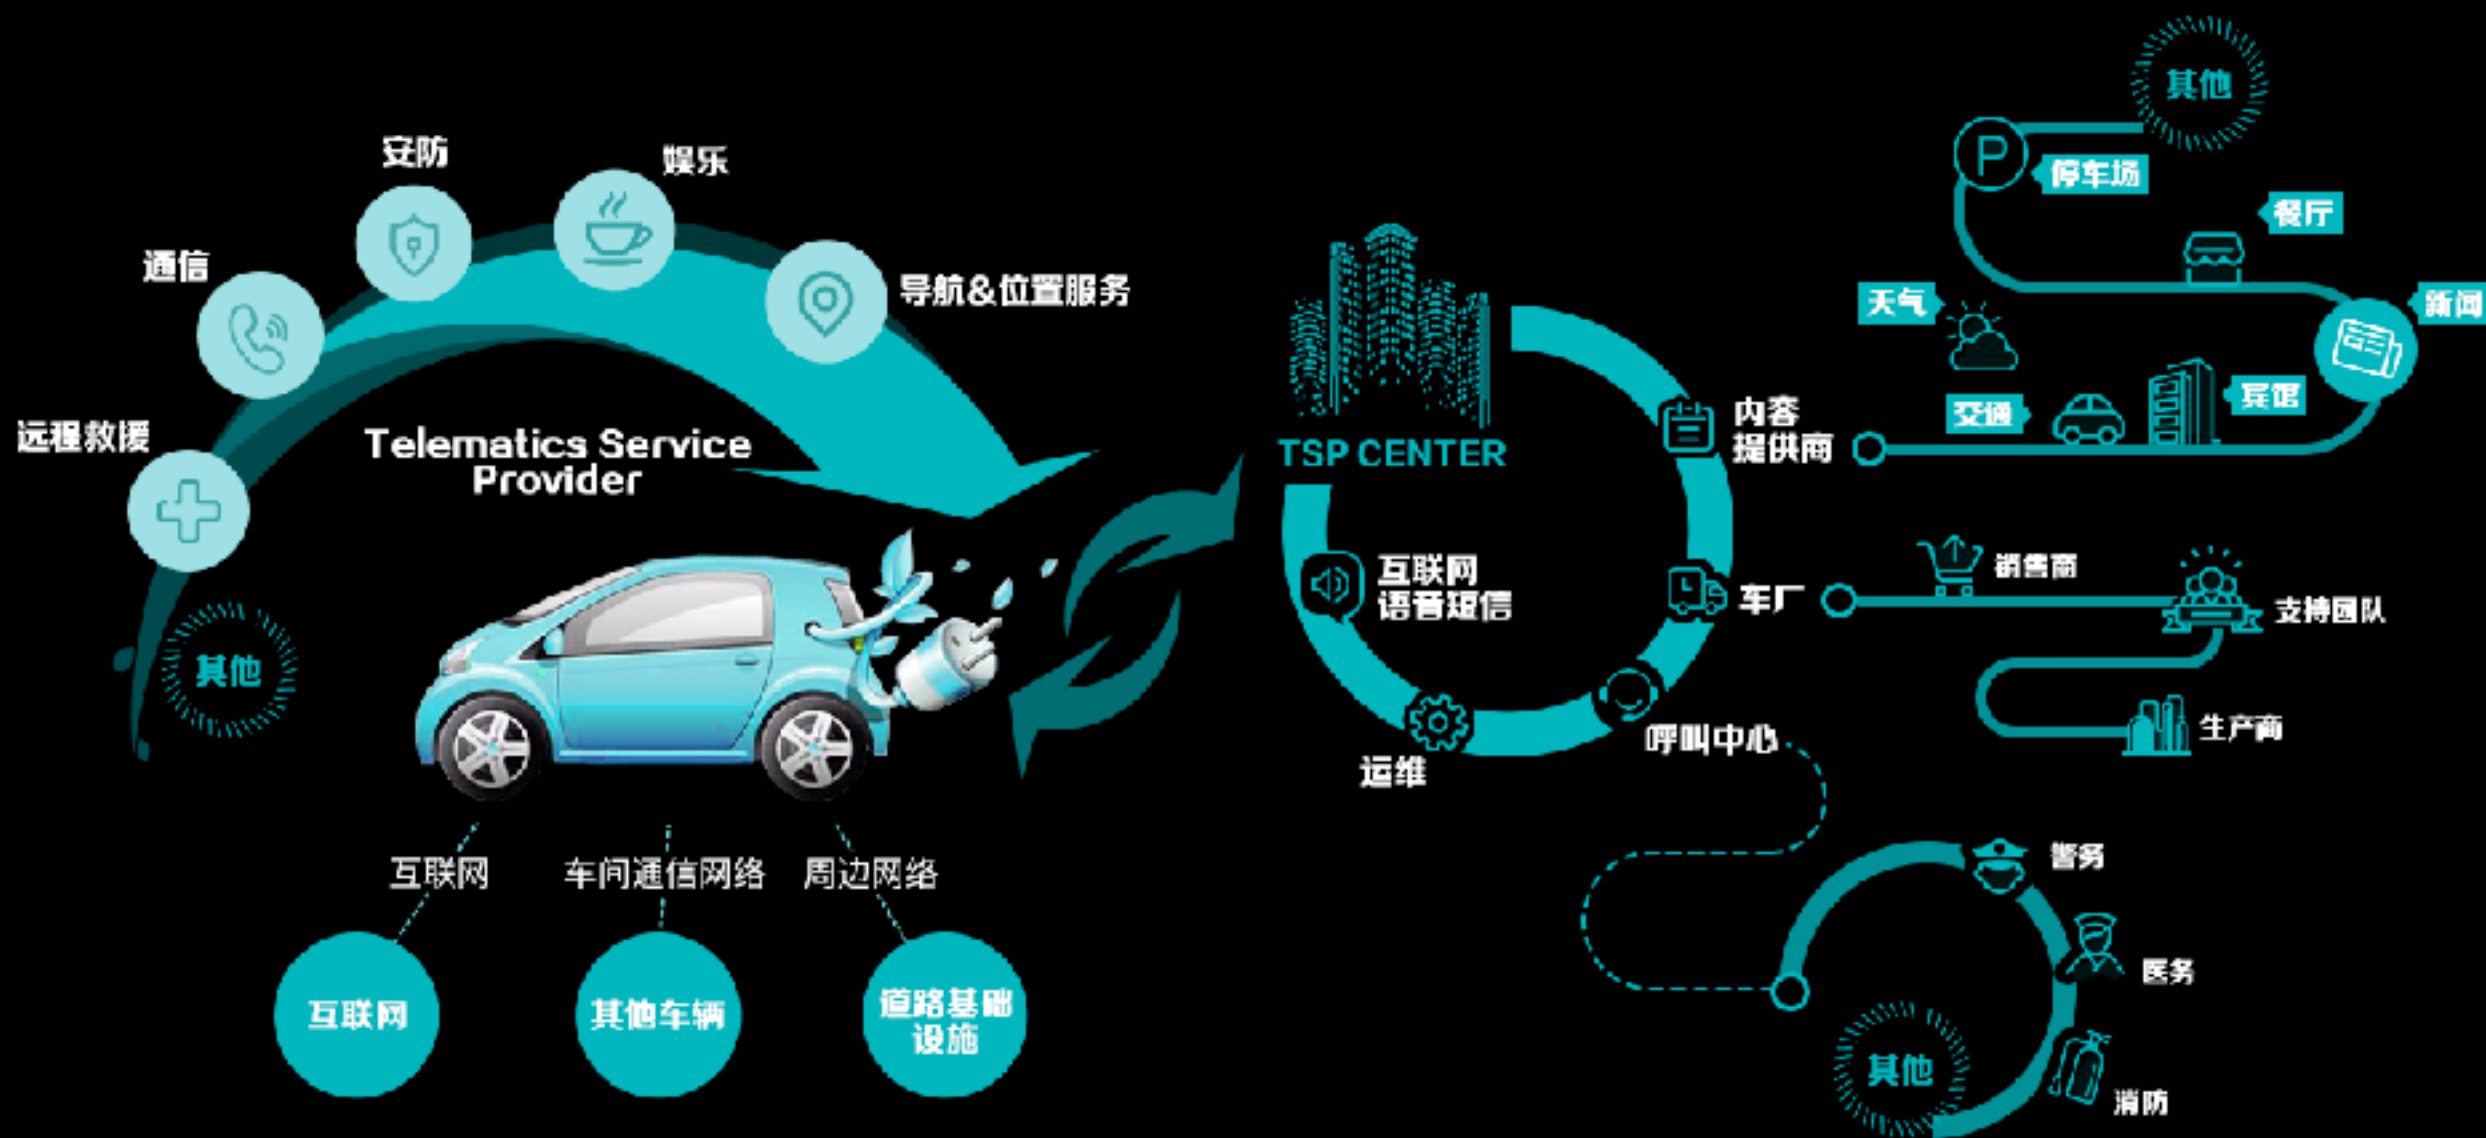 安防
娱乐
通信
导航&位置服务
远程救援
Telematics Service
Provider
其他
互联网
车间通信网络
周边网络
互联网
其他车辆
道路基础
设施
TSP CENTER
内容
提供商
互联网
语音短信
车厂
呼叫中心
运维
其他
P
停车场
餐厅
天气
新闻
交通
宾馆
销售商
支持团队
生产商
警务
医务
其他
消防